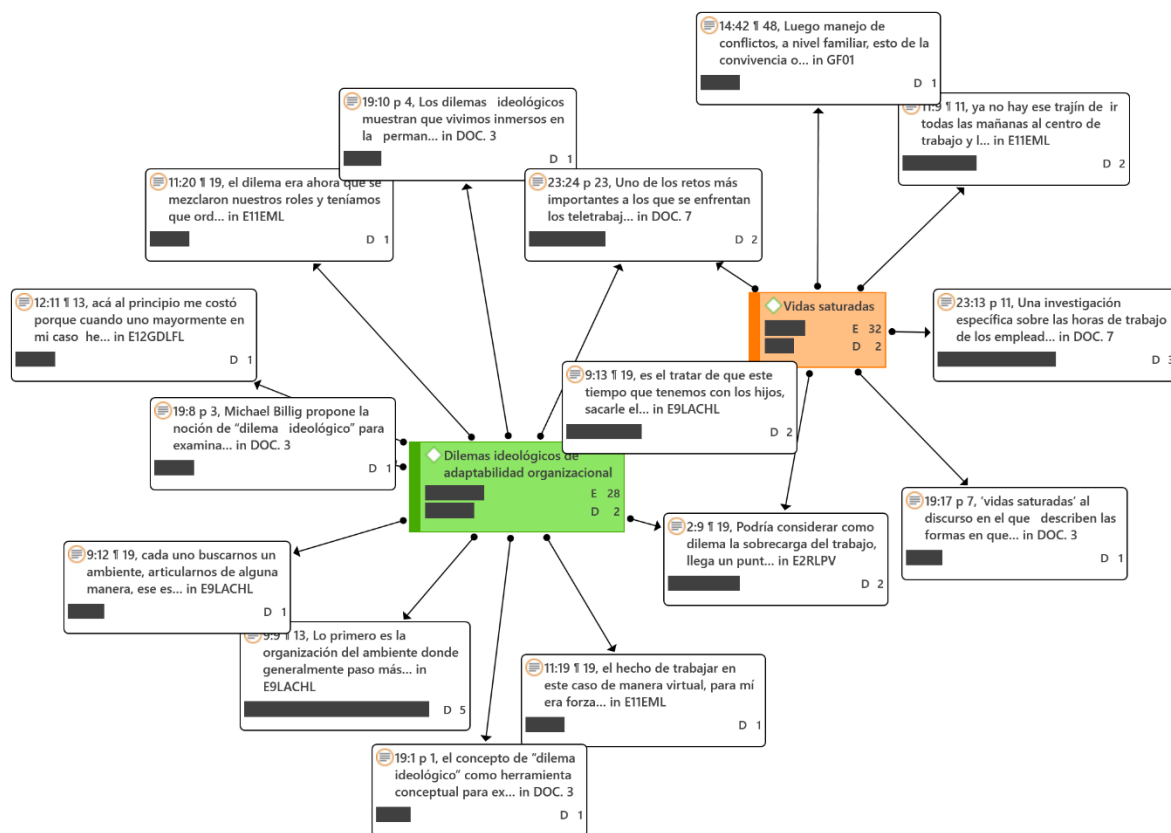 14:42 ¶ 48, Luego manejo de
conflictos, a nivel familiar, esto de la
convivencia o... in GF01
D 1
19:10 p 4, Los dilemas ideológicos
muestran que vivimos inmersos en
la perman... in DOC. 3
D 1
11:9 ¶ 11, ya no hay ese trajín de ir
todas las mañanas al centro de
trabajo y l... in E11EML
D 2
11:20 ¶ 19, el dilema era ahora que se
mezclaron nuestros roles y teníamos
que ord... in E11EML
D 1
23:24 p 23, Uno de los retos más
importantes a los que se enfrentan
los teletrabaj... in DOC. 7
D 2
12:11 ¶ 13, acá al principio me costó
porque cuando uno mayormente en
mi caso he... in E12GDLFL
D 1
Vidas saturadas
E 32
D 2
23:13 p 11, Una investigación
específica sobre las horas de trabajo
de los emplead... in DOC. 7
D 3
9:13 ¶ 19, es el tratar de que este
tiempo que tenemos con los hijos,
sacarle el... in E9LACHL
D 2
19:8 p 3, Michael Billig propone la
noción de “dilema ideológico” para
examina... in DOC. 3
D 1
Dilemas ideológicos de
adaptabilidad organizacional
E 28
D 2
19:17 p 7, ‘vidas saturadas’ al
discurso en el que describen las
formas en que... in DOC. 3
D 1
2:9 ¶ 19, Podría considerar como
dilema la sobrecarga del trabajo,
llega un punt... in E2RLPV
D 2
9:12 ¶ 19, cada uno buscarnos un
ambiente, articularnos de alguna
manera, ese es... in E9LACHL
D 1
9:9 ¶ 13, Lo primero es la
organización del ambiente donde
generalmente paso más... in
E9LACHL
D 5
11:19 ¶ 19, el hecho de trabajar en
este caso de manera virtual, para mí
era forza... in E11EML
D 1
19:1 p 1, el concepto de “dilema
ideológico” como herramienta
conceptual para ex... in DOC. 3
D 1